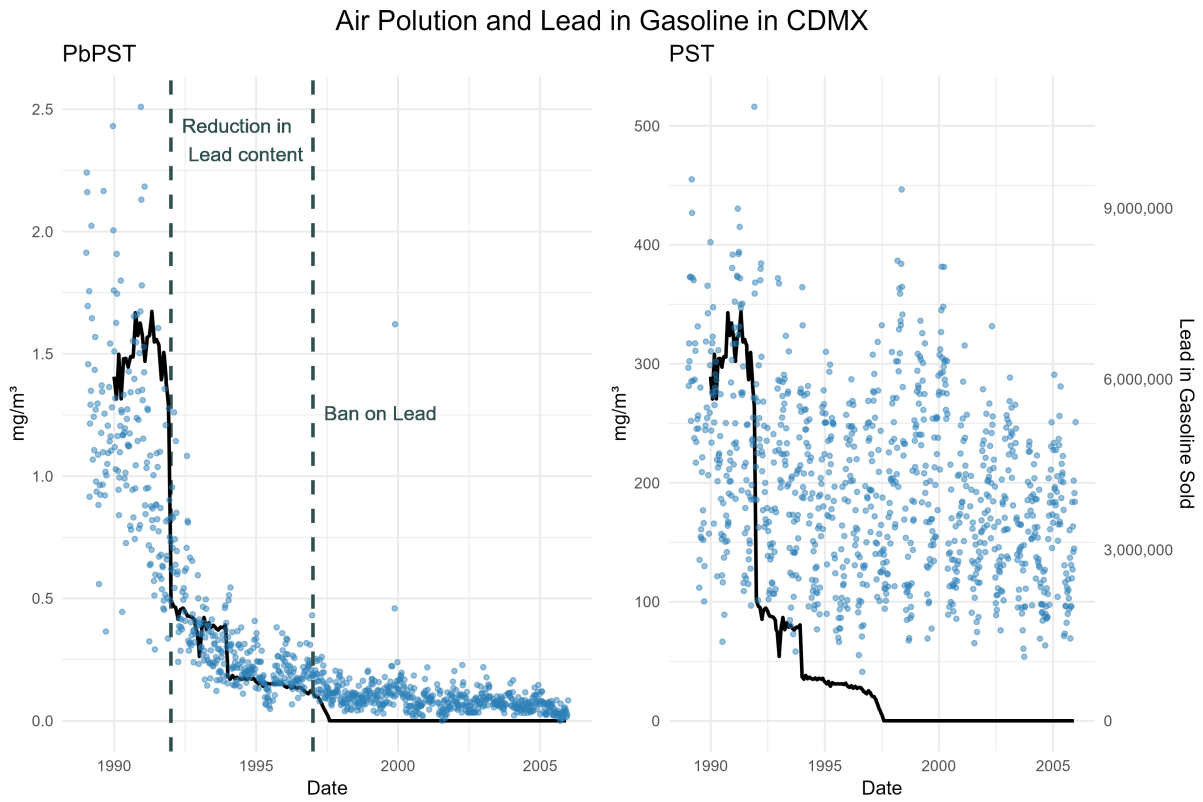 Air Polution and Lead in Gasoline in CDMX
PbPST
PST
2.5
2.0
1.5
1.0
0.5
0.0
mg/m³
Reduction in
Lead content
Ban on Lead
1990
1995
2000
2005
Date
500
400
300
200
100
0
mg/m³
9,000,000
6,000,000
3,000,000
0
Lead in Gasoline Sold
1990
1995
2000
2005
Date